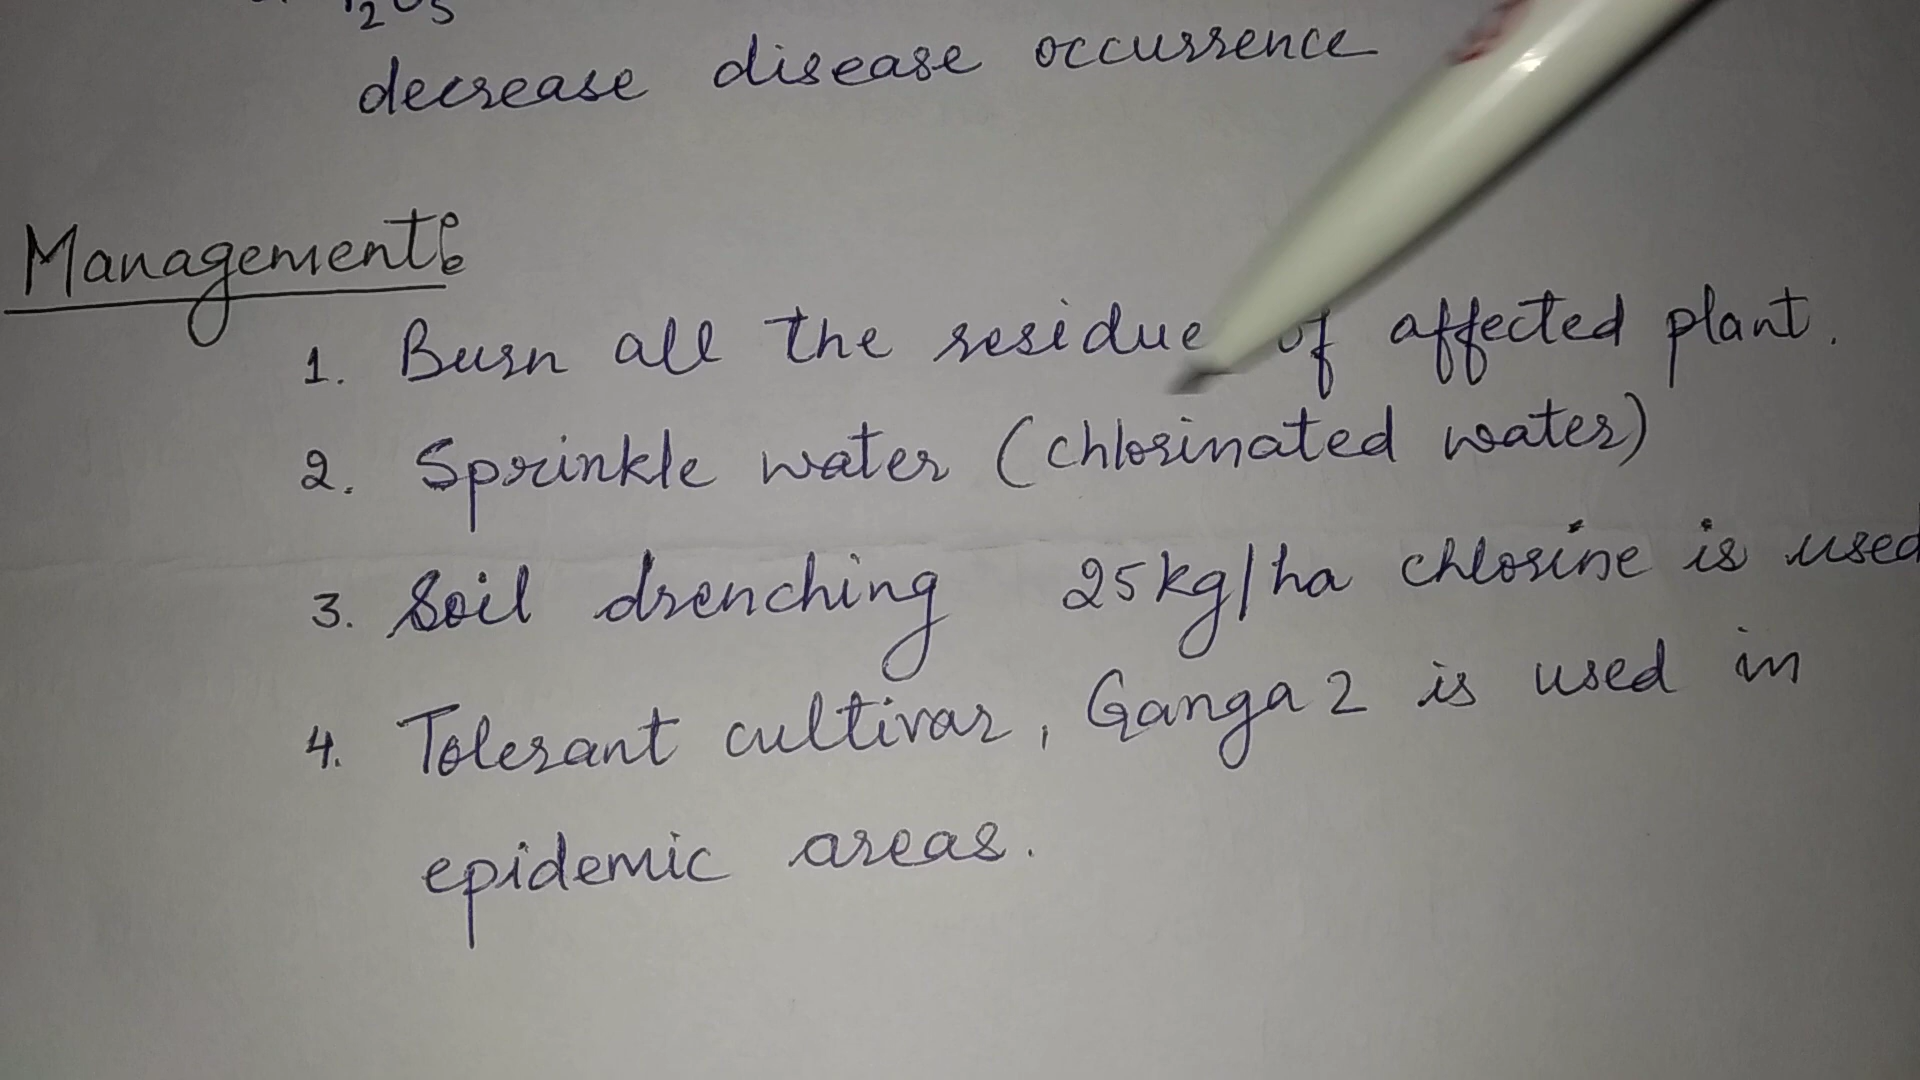 2O5
decrease disease occurrence
Management:
1. Burn all the residue of affected plant.
2. Sprinkle water (chlorinated water)
3. Soil drenching 25kg/ha chlorine is used
4. Tolerant cultivar, Ganga 2 is used in
epidemic areas.